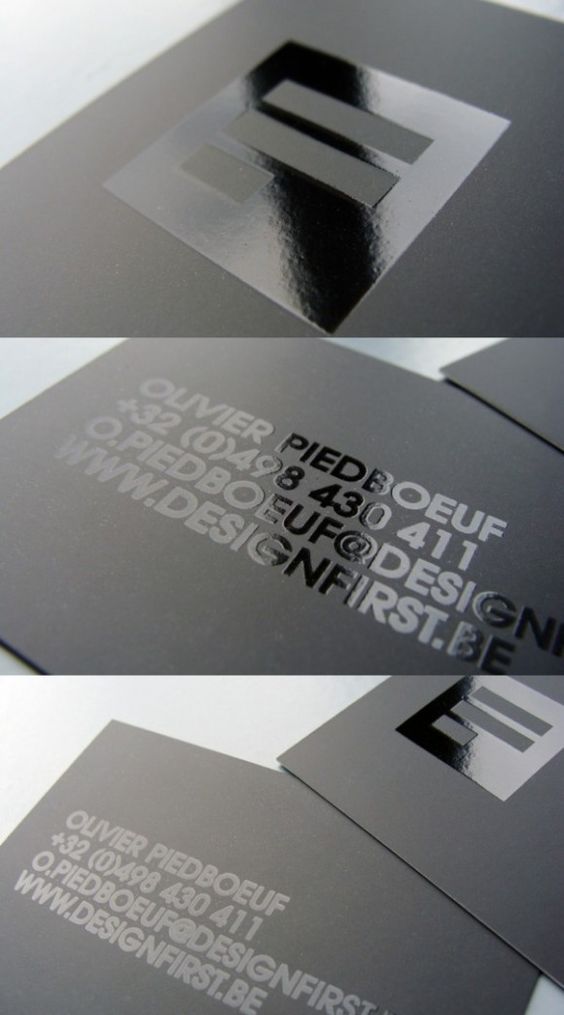 OLIVIER PIEDBOEUF
+32 (0)498 430 411
O.PIEDBOEUF@DESIGNFI
WWW.DESIGNFIRST.BE
OLIVIER PIEDBOEUF
+32 (0)498 430 411
O.PIEDBOEUF@DESIGNFIRST.
WWW.DESIGNFIRST.BE